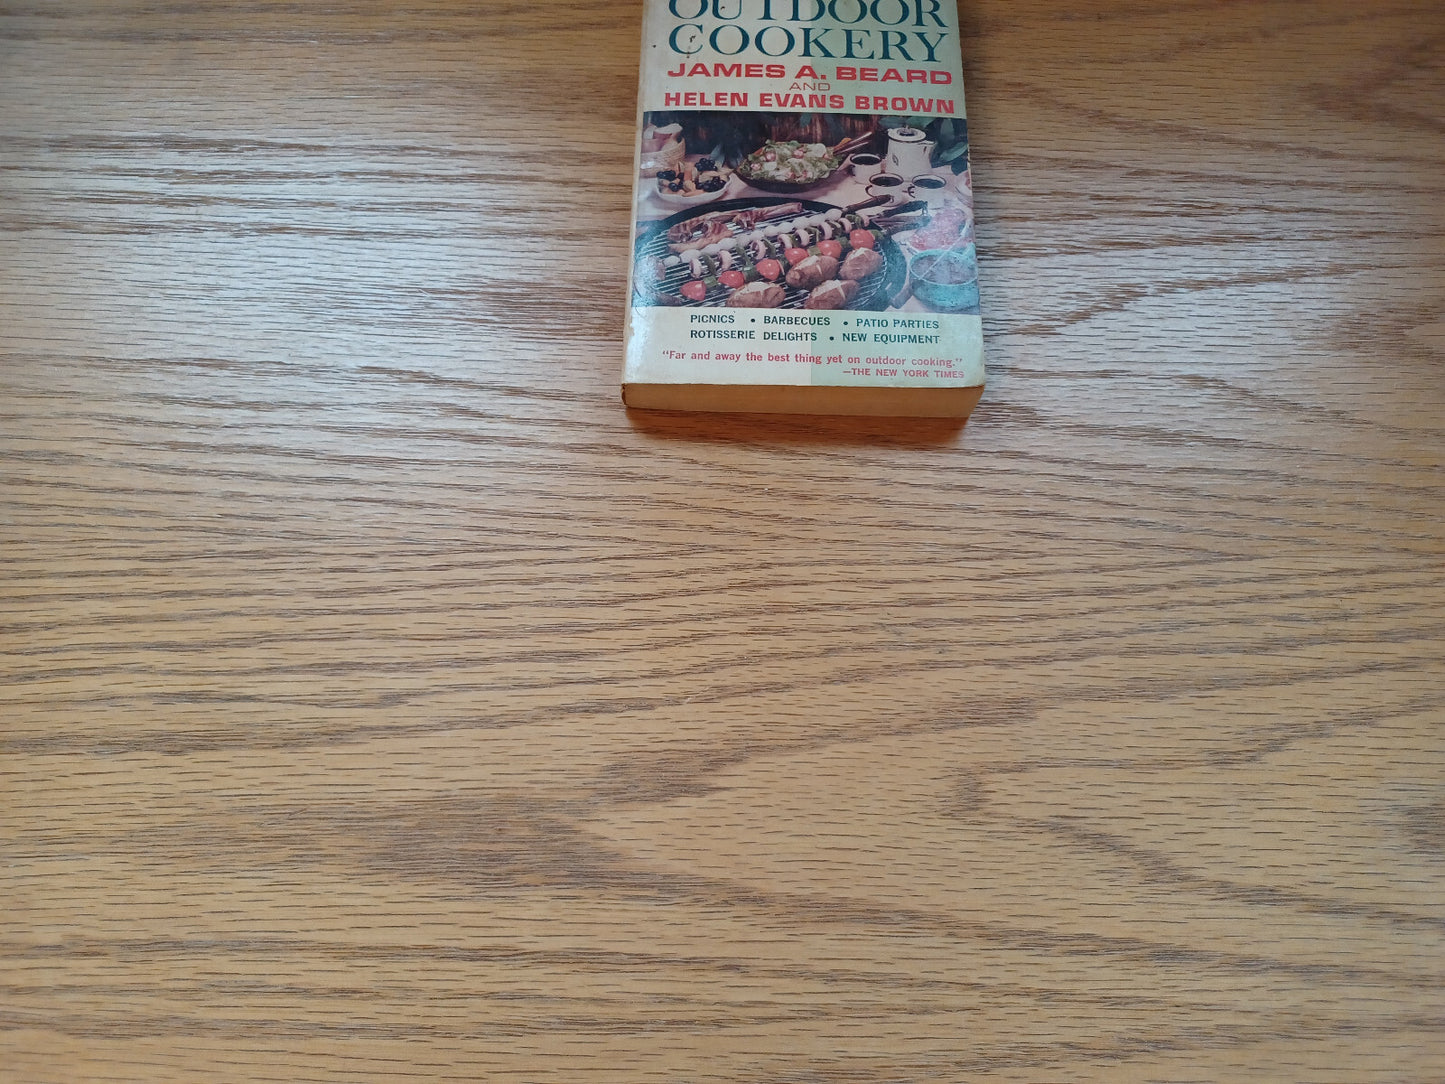 OUTDOOR
COOKERY
JAMES A. BEARD
AND
HELEN EVANS BROWN
PICNICS • BARBECUES • PATIO PARTIES
ROTISSERIE DELIGHTS • NEW EQUIPMENT
"Far and away the best thing yet on outdoor cooking."
—THE NEW YORK TIMES